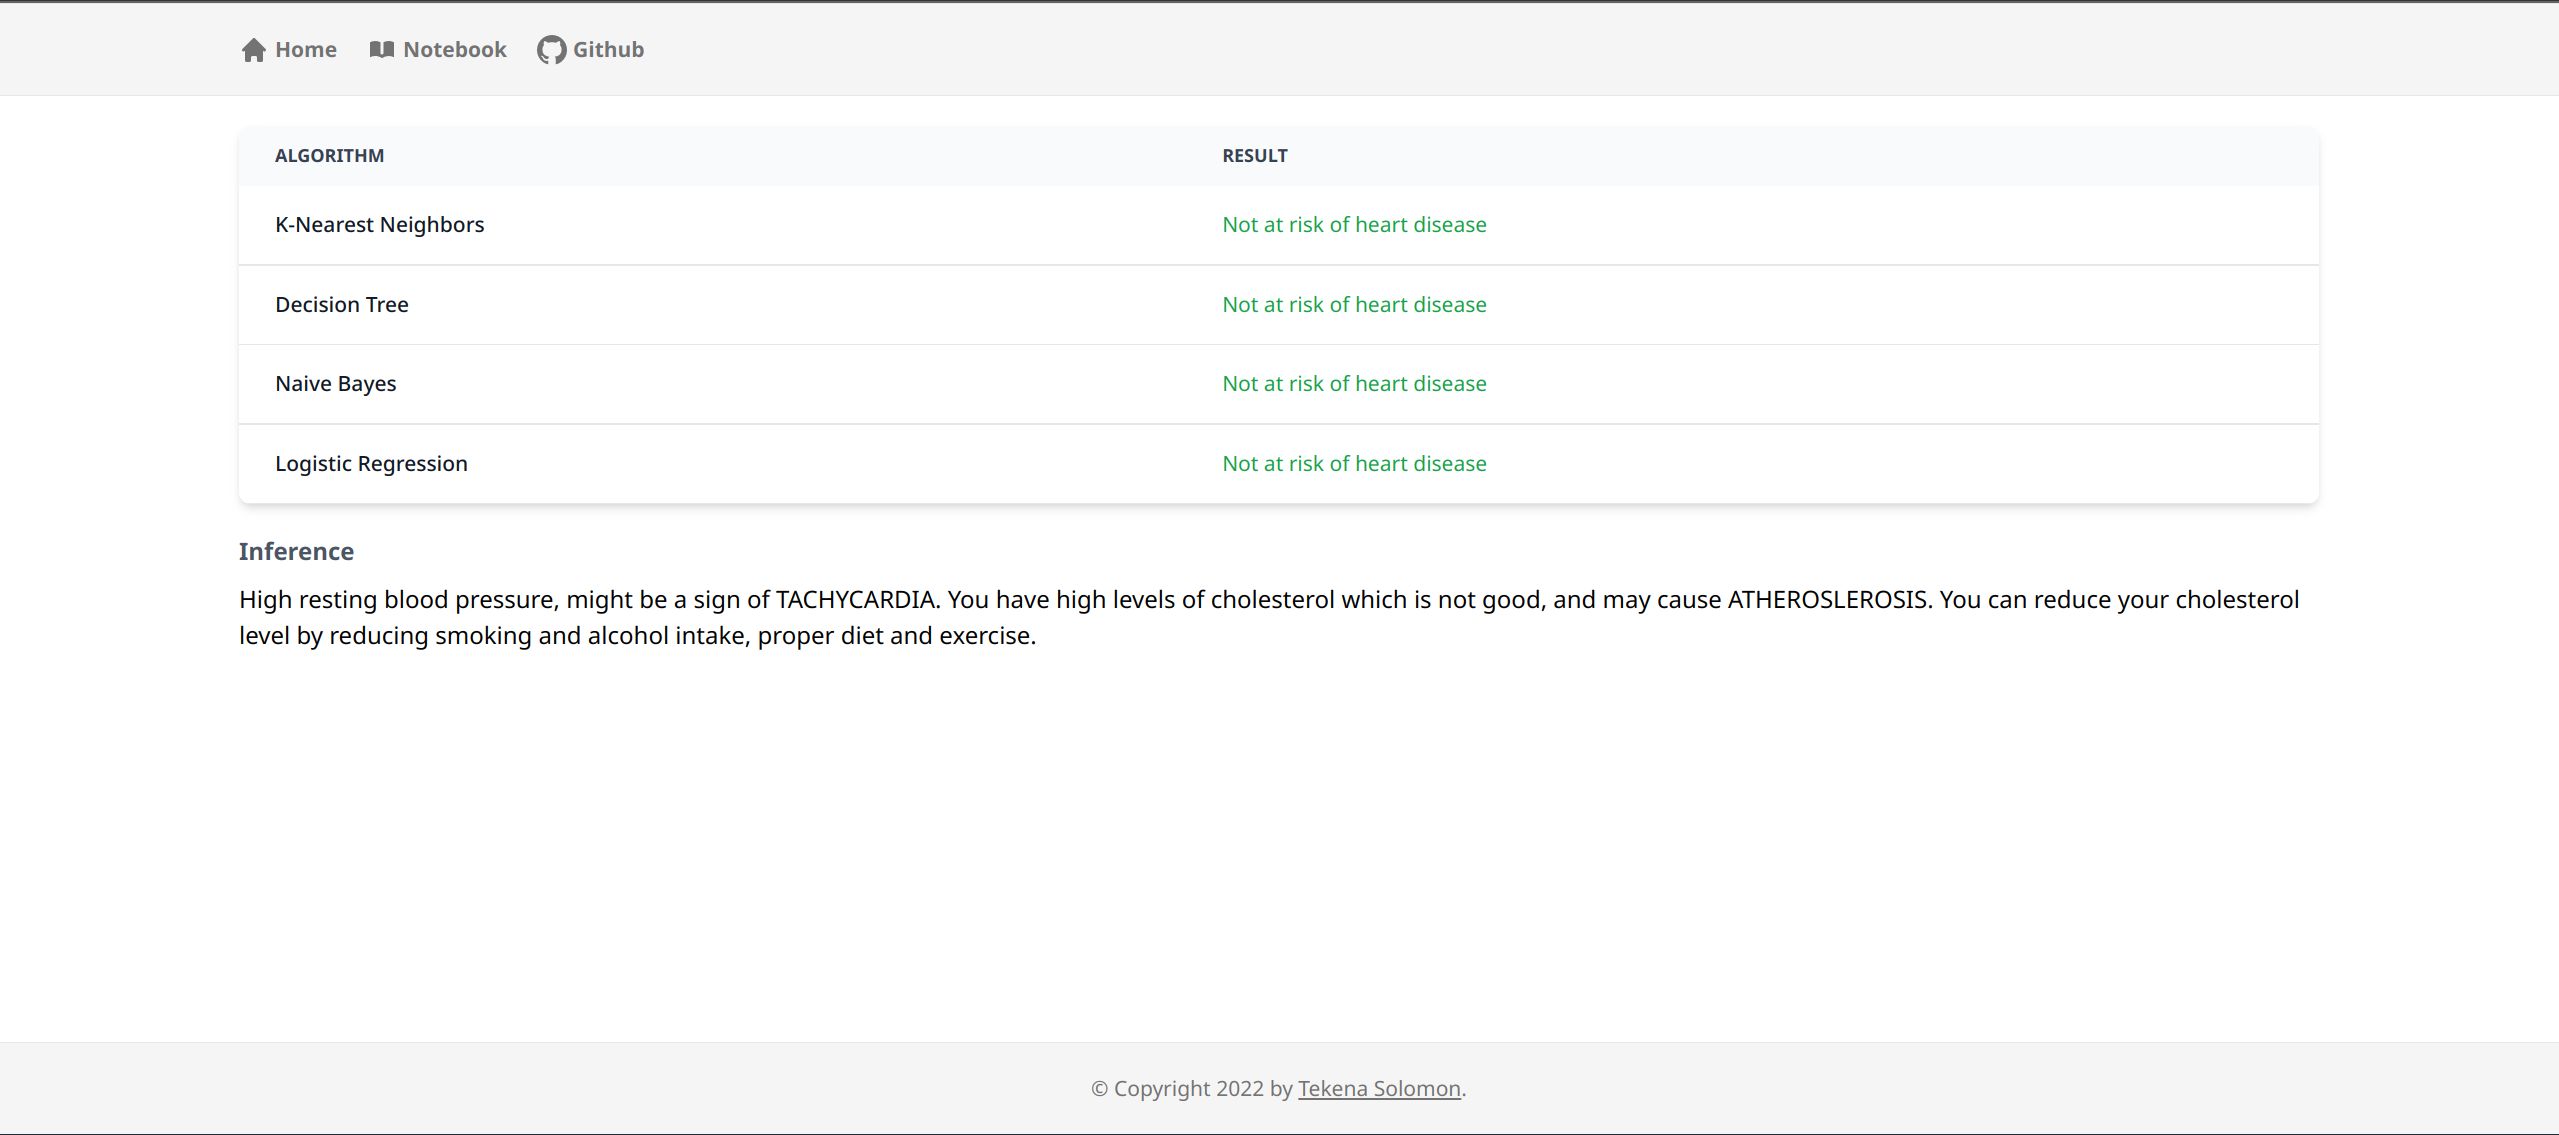 Home Notebook Github
ALGORITHM RESULT
K-Nearest Neighbors Not at risk of heart disease
Decision Tree Not at risk of heart disease
Naive Bayes Not at risk of heart disease
Logistic Regression Not at risk of heart disease
Inference
High resting blood pressure, might be a sign of TACHYCARDIA. You have high levels of cholesterol which is not good, and may cause ATHEROSLEROSIS. You can reduce your cholesterol
level by reducing smoking and alcohol intake, proper diet and exercise.
© Copyright 2022 by Tekena Solomon.